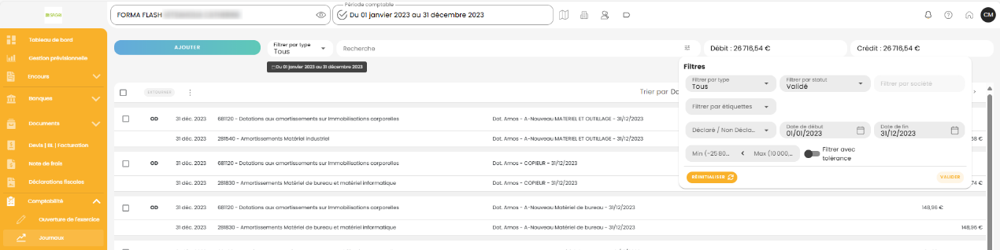 SAGA
FORMA FLASH
Période comptable
Du 01 janvier 2023 au 31 décembre 2023
CM
Tableau de bord
Gestion prévisionnelle
Encours
Banques
Documents
Devis | BL | Facturation
Note de frais
Déclarations fiscales
Comptabilité
Ouverture de l'exercice
Journaux
AJOUTER
Filtrer par type
Tous
Recherche
Débit : 26 716,54 €
Crédit : 26 716,54 €
Du 01 janvier 2023 au 31 décembre 2023
EXTOURNER
Trier par Da
Filtres
Filtrer par type
Tous
Filtrer par statut
Validé
Filtrer par société
Filtrer par étiquettes
Déclaré / Non Décla...
Date de début
01/01/2023
Date de fin
31/12/2023
Min (-25 80...
Max (10 000,...
Filtrer avec
tolérance
RÉINITIALISER
VALIDER
OD 31 déc. 2023 681120 - Dotations aux amortissements sur Immobilisations corporelles Dot. Amos - A-Nouveau MATERIEL ET OUTILLAGE - 31/12/2023
31 déc. 2023 281540 - Amortissements Matériel industriel Dot. Amos - A-Nouveau MATERIEL ET OUTILLAGE - 31/12/2023 58 €
OD 31 déc. 2023 681120 - Dotations aux amortissements sur Immobilisations corporelles Dot. Amos - COPIEUR - 31/12/2023
31 déc. 2023 281830 - Amortissements Matériel de bureau et matériel informatique Dot. Amos - COPIEUR - 31/12/2023 74 €
OD 31 déc. 2023 681120 - Dotations aux amortissements sur Immobilisations corporelles Dot. Amos - A-Nouveau Matériel de bureau - 31/12/2023 148,96 €
31 déc. 2023 281830 - Amortissements Matériel de bureau et matériel informatique Dot. Amos - A-Nouveau Matériel de bureau - 31/12/2023 148,96 €